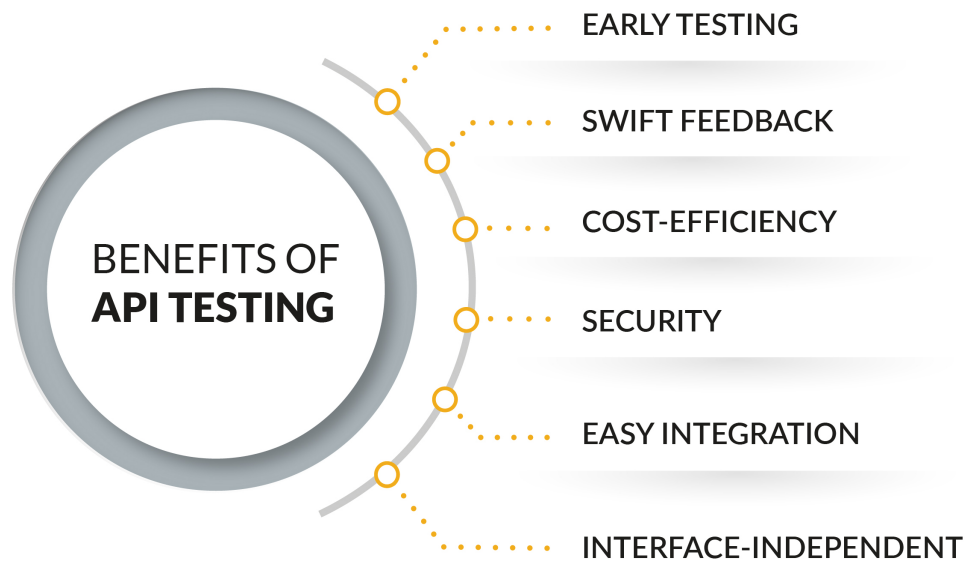 BENEFITS OF
API TESTING
EARLY TESTING
SWIFT FEEDBACK
COST-EFFICIENCY
SECURITY
EASY INTEGRATION
INTERFACE-INDEPENDENT